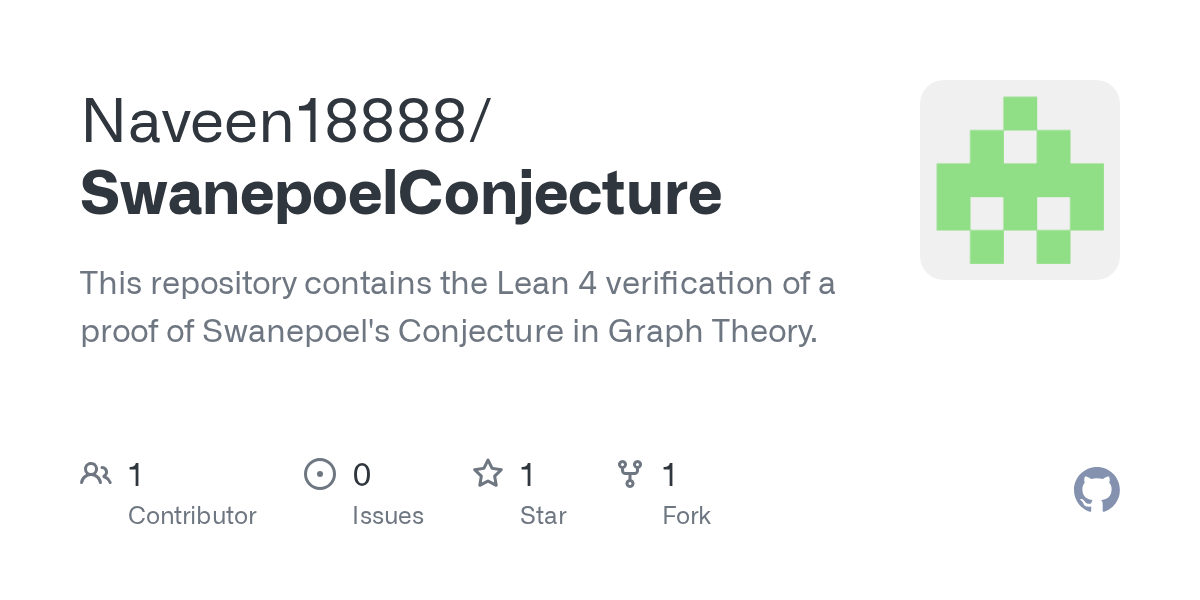 Naveen18888/
SwanepoelConjecture
This repository contains the Lean 4 verification of a
proof of Swanepoel's Conjecture in Graph Theory.
1
Contributor
0
Issues
1
Star
1
Fork